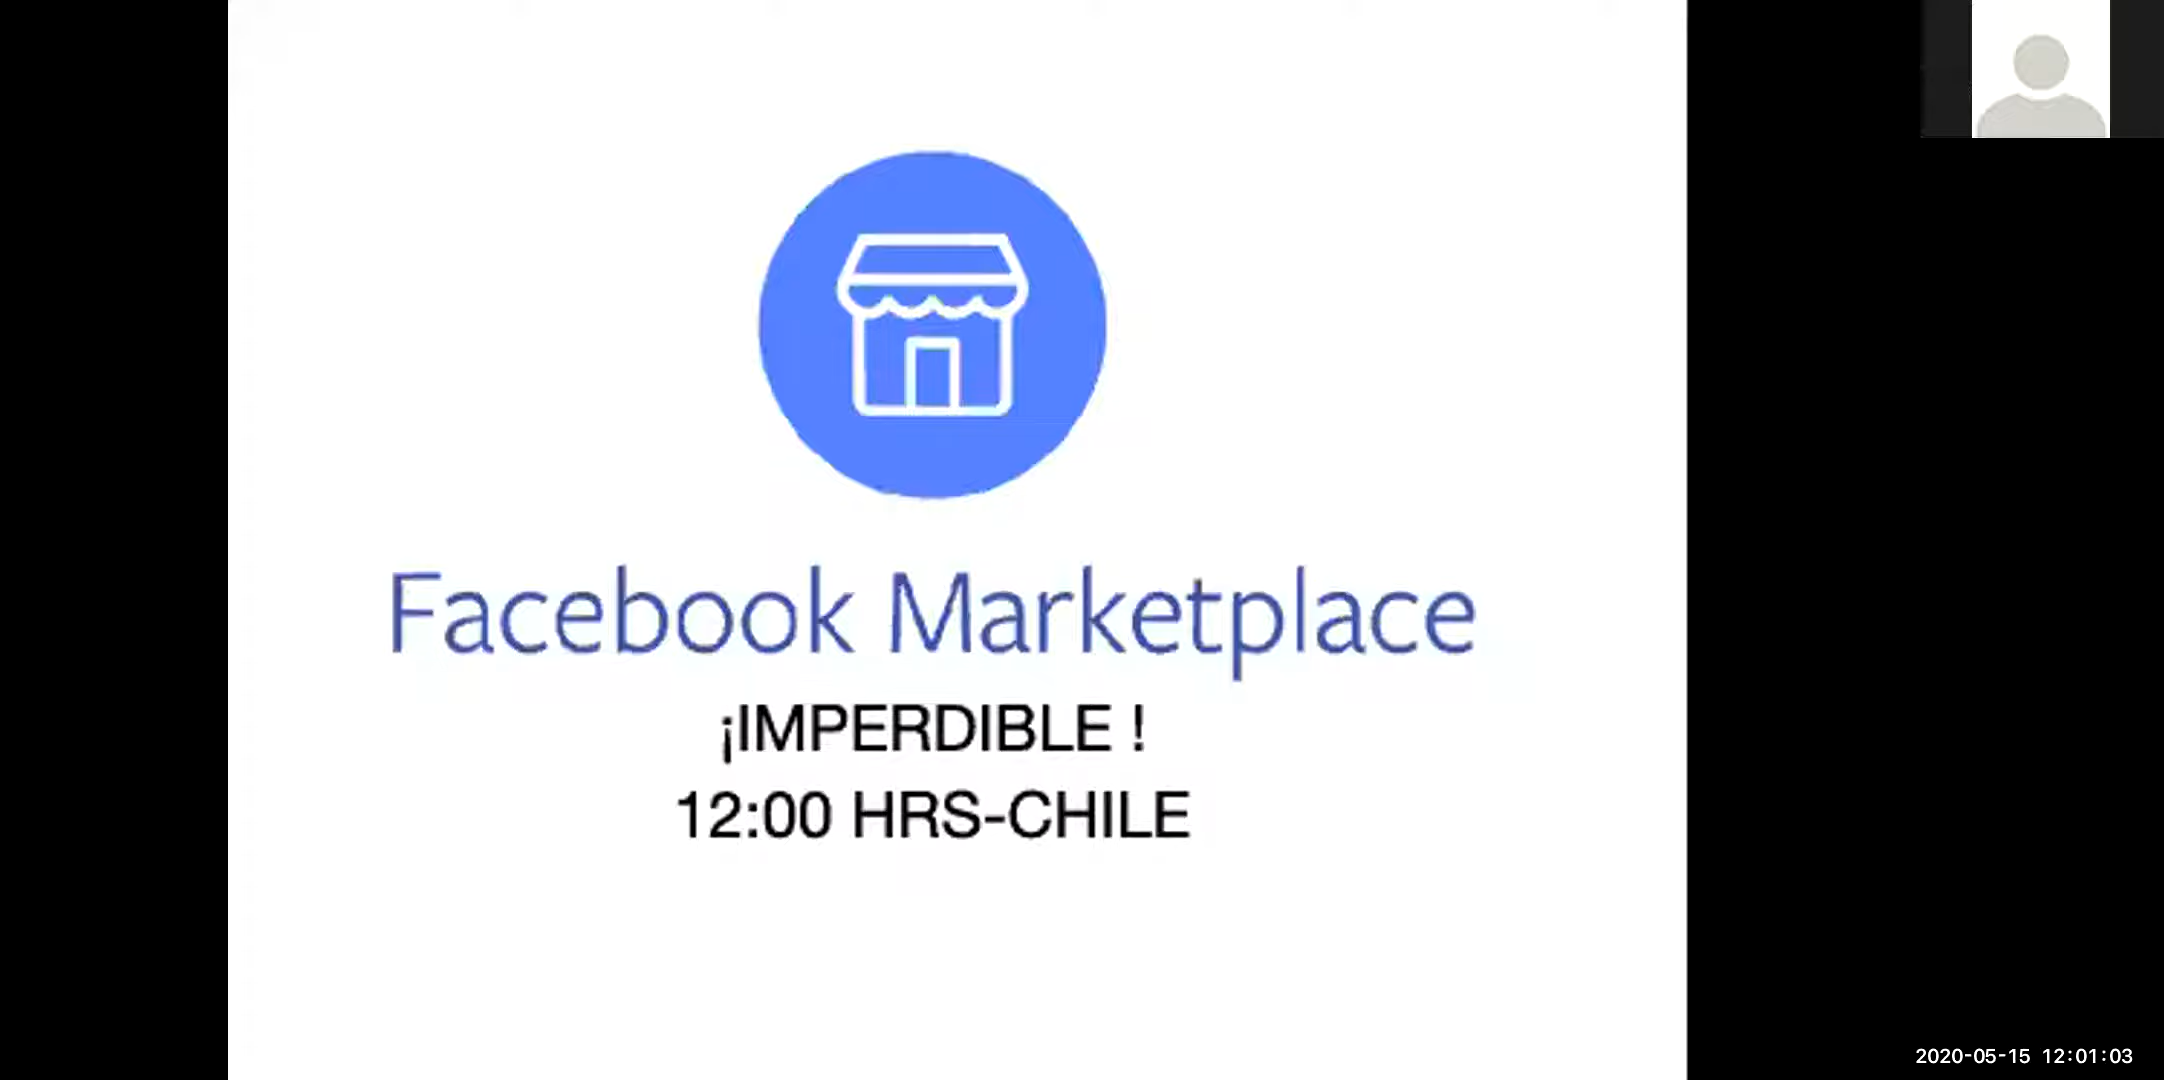 Facebook Marketplace
¡IMPERDIBLE !
12:00 HRS-CHILE
2020-05-15 12:01:03